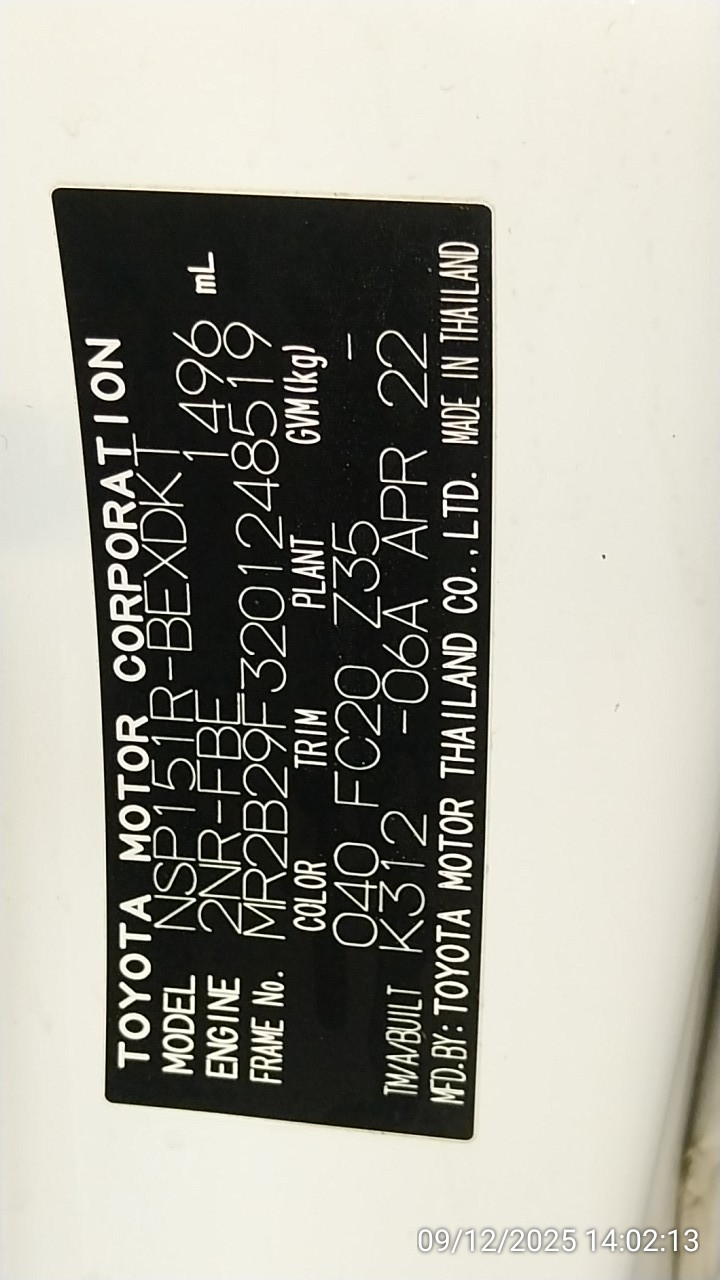 TOYOTA MOTOR CORPORATION
MODEL NSP151R-BEXDKT
ENGINE 2NR-FBE 1496 mL
FRAME No. MR2B29F3201248519
COLOR TRIM PLANT GVM(kg)
040 FC20 Z35 -
TM/A/BUILT K312 -06A APR 22
MFD.BY: TOYOTA MOTOR THAILAND CO.,LTD. MADE IN THAILAND
09/12/2025 14:02:13